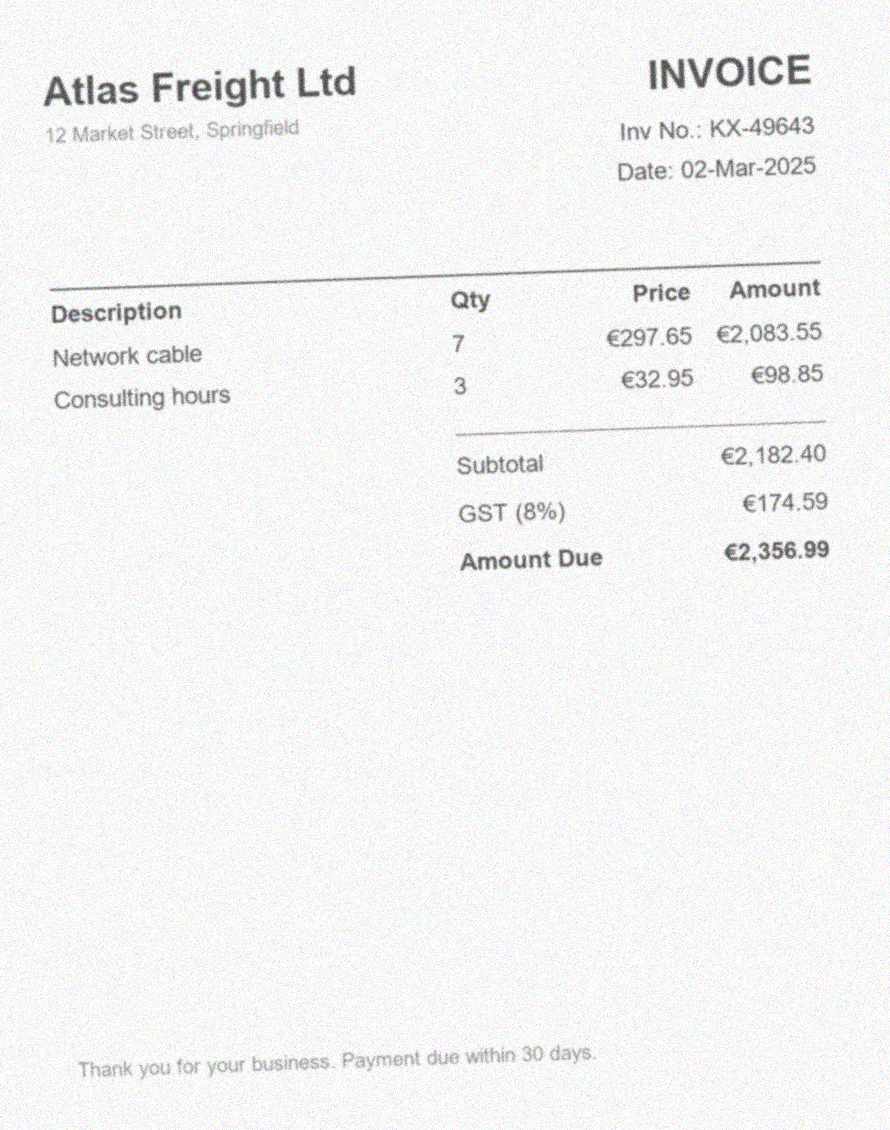 Atlas Freight Ltd
INVOICE
12 Market Street, Springfield
Inv No.: KX-49643
Date: 02-Mar-2025
Description Qty Price Amount
Network cable 7 €297.65 €2,083.55
Consulting hours 3 €32.95 €98.85
Subtotal €2,182.40
GST (8%) €174.59
Amount Due €2,356.99
Thank you for your business. Payment due within 30 days.